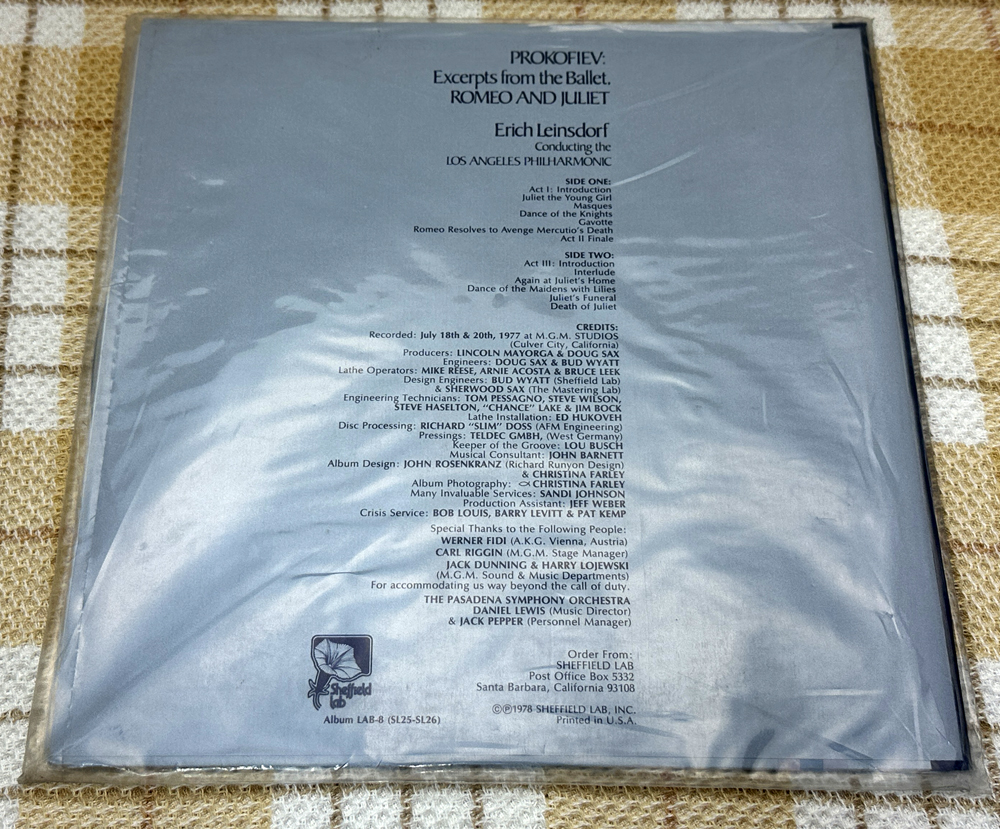 PROKOFIEV:
Excerpts from the Ballet.
ROMEO AND JULIET
Erich Leinsdorf
Conducting the
LOS ANGELES PHILHARMONIC
SIDE ONE:
Act I: Introduction
Juliet the Young Girl
Masques
Dance of the Knights
Gavotte
Romeo Resolves to Avenge Mercutio's Death
Act II Finale
SIDE TWO:
Act III: Introduction
Interlude
Again at Juliet's Home
Dance of the Maidens with Lilies
Juliet's Funeral
Death of Juliet
CREDITS:
Recorded: July 18th & 20th, 1977 at M.G.M. STUDIOS
(Culver City, California)
Producers: LINCOLN MAYORGA & DOUG SAX
Engineers: DOUG SAX & BUD WYATT
Lathe Operators: MIKE REESE, ARNIE ACOSTA & BRUCE LEEK
Design Engineers: BUD WYATT (Sheffield Lab)
& SHERWOOD SAX (The Mastering Lab)
Engineering Technicians: TOM PESSAGNO, STEVE WILSON,
STEVE HASELTON, "CHANCE" LAKE & JIM BOCK
Lathe Installation: ED HUKOVEH
Disc Processing: RICHARD "SLIM" DOSS (AFM Engineering)
Pressings: TELDEC GMBH, (West Germany)
Keeper of the Groove: LOU BUSCH
Musical Consultant: JOHN BARNETT
Album Design: JOHN ROSENKRANZ (Richard Runyon Design)
& CHRISTINA FARLEY
Album Photography: CHRISTINA FARLEY
Many Invaluable Services: SANDI JOHNSON
Production Assistant: JEFF WEBER
Crisis Service: BOB LOUIS, BARRY LEVITT & PAT KEMP
Special Thanks to the Following People:
WERNER FIDI (A.K.G. Vienna, Austria)
CARL RIGGIN (M.G.M. Stage Manager)
JACK DUNNING & HARRY LOJEWSKI
(M.G.M. Sound & Music Departments)
For accommodating us way beyond the call of duty.
THE PASADENA SYMPHONY ORCHESTRA
DANIEL LEWIS (Music Director)
& JACK PEPPER (Personnel Manager)
Sheffield
Lab
Album LAB-8 (SL25-SL26)
Order From:
SHEFFIELD LAB
Post Office Box 5332
Santa Barbara, California 93108
©℗1978 SHEFFIELD LAB, INC.
Printed in U.S.A.